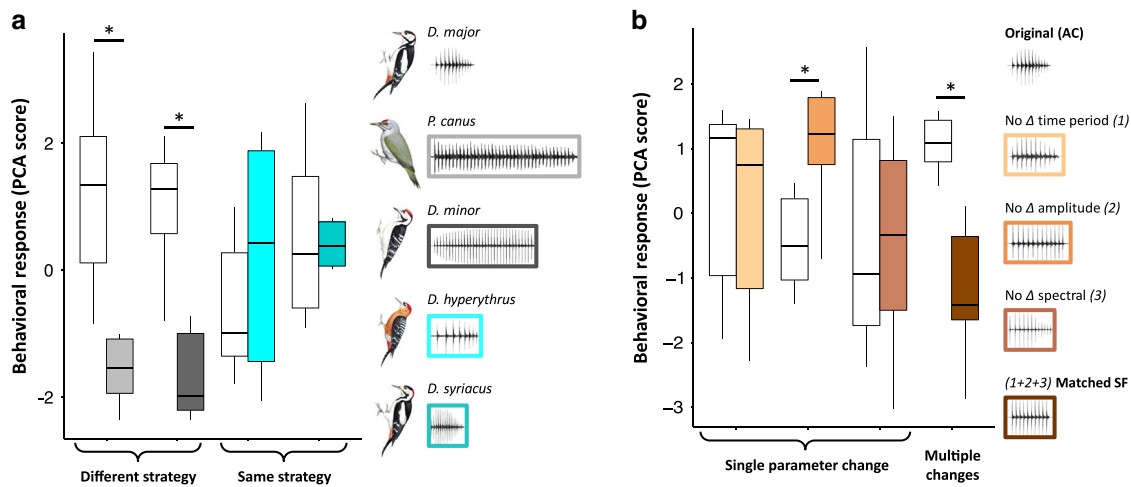 a
Behavioral response (PCA score)
2
0
-2
*
*
Different strategy
Same strategy
D. major
P. canus
D. minor
D. hyperythrus
D. syriacus
b
Behavioral response (PCA score)
2
1
0
-1
-2
-3
*
*
Single parameter change
Multiple
changes
Original (AC)
No Δ time period (1)
No Δ amplitude (2)
No Δ spectral (3)
(1+2+3) Matched SF